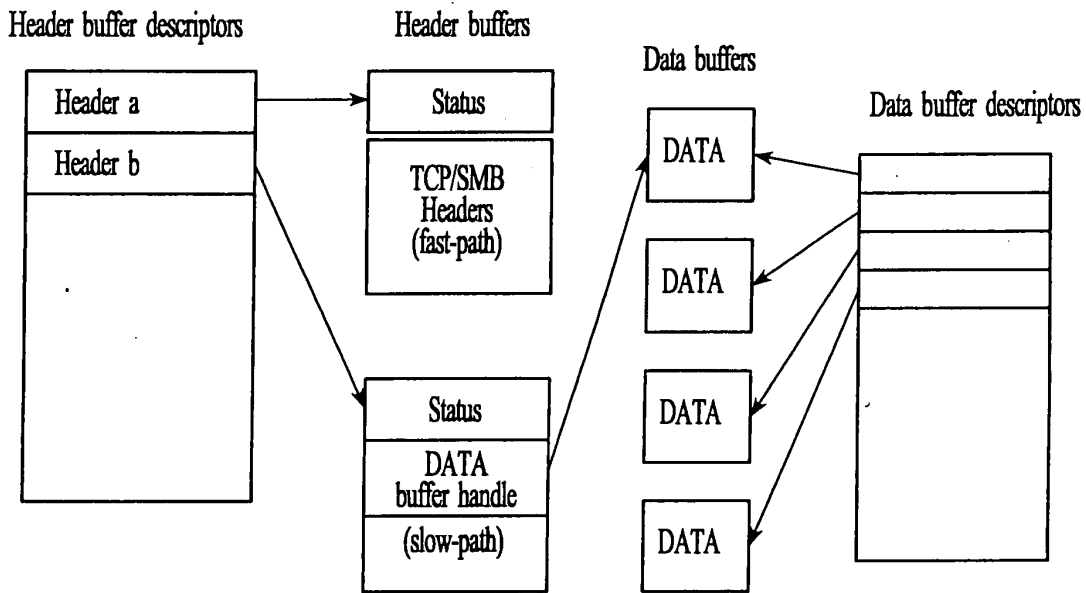 Header buffer descriptors
Header a
Header b
Header buffers
Status
TCP/SMB
Headers
(fast-path)
Status
DATA
buffer handle
(slow-path)
Data buffers
DATA
DATA
DATA
DATA
Data buffer descriptors